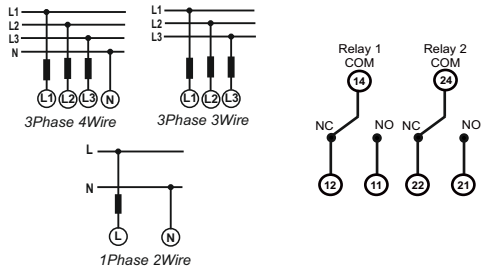 L1
L2
L3
N
L1 L2 L3 N
3Phase 4Wire
L1
L2
L3
L1 L2 L3
3Phase 3Wire
L
N
L N
1Phase 2Wire
Relay 1 Relay 2
COM COM
14 24
NC NO NC NO
12 11 22 21